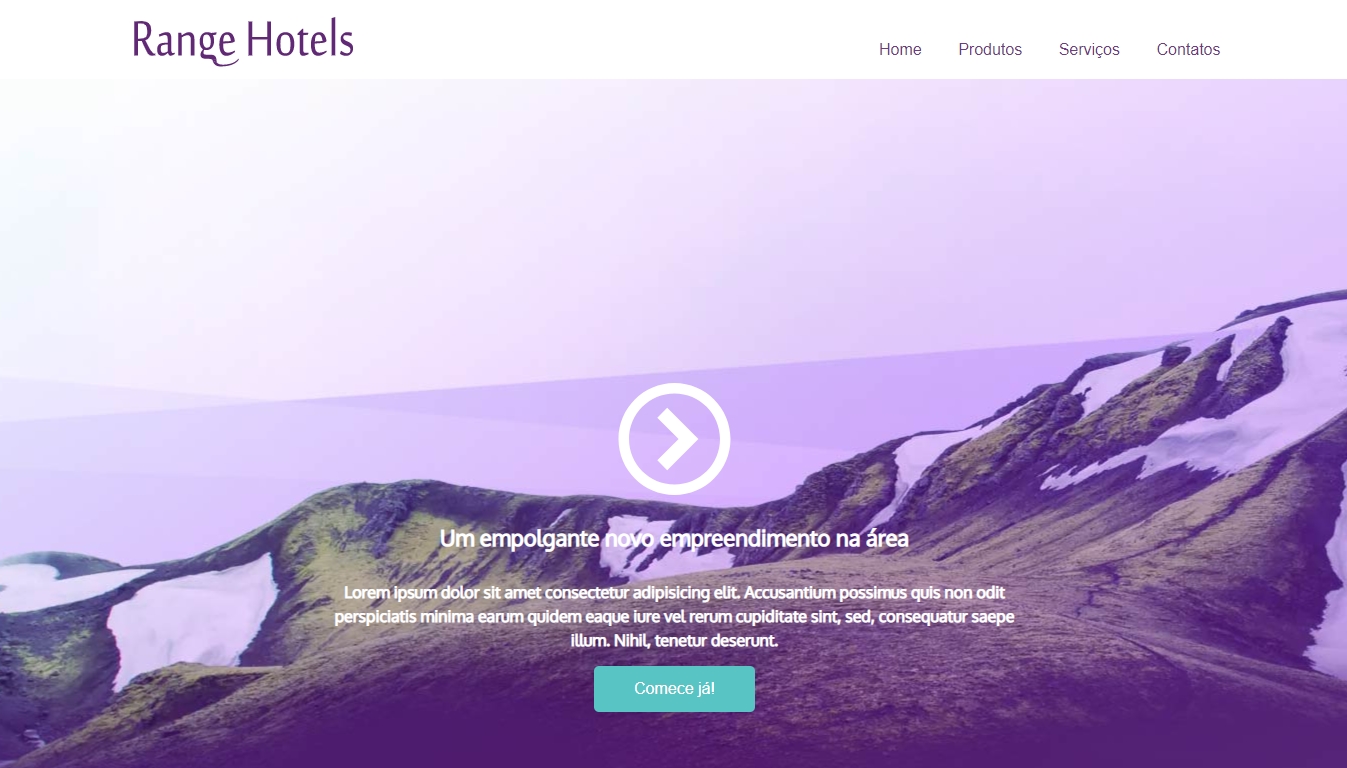 Range Hotels
Home Produtos Serviços Contatos
Um empolgante novo empreendimento na área
Lorem ipsum dolor sit amet consectetur adipisicing elit. Accusantium possimus quis non odit
perspiciatis minima earum quidem eaque iure vel rerum cupiditate sint, sed, consequatur saepe
illum. Nihil, tenetur deserunt.
Comece já!